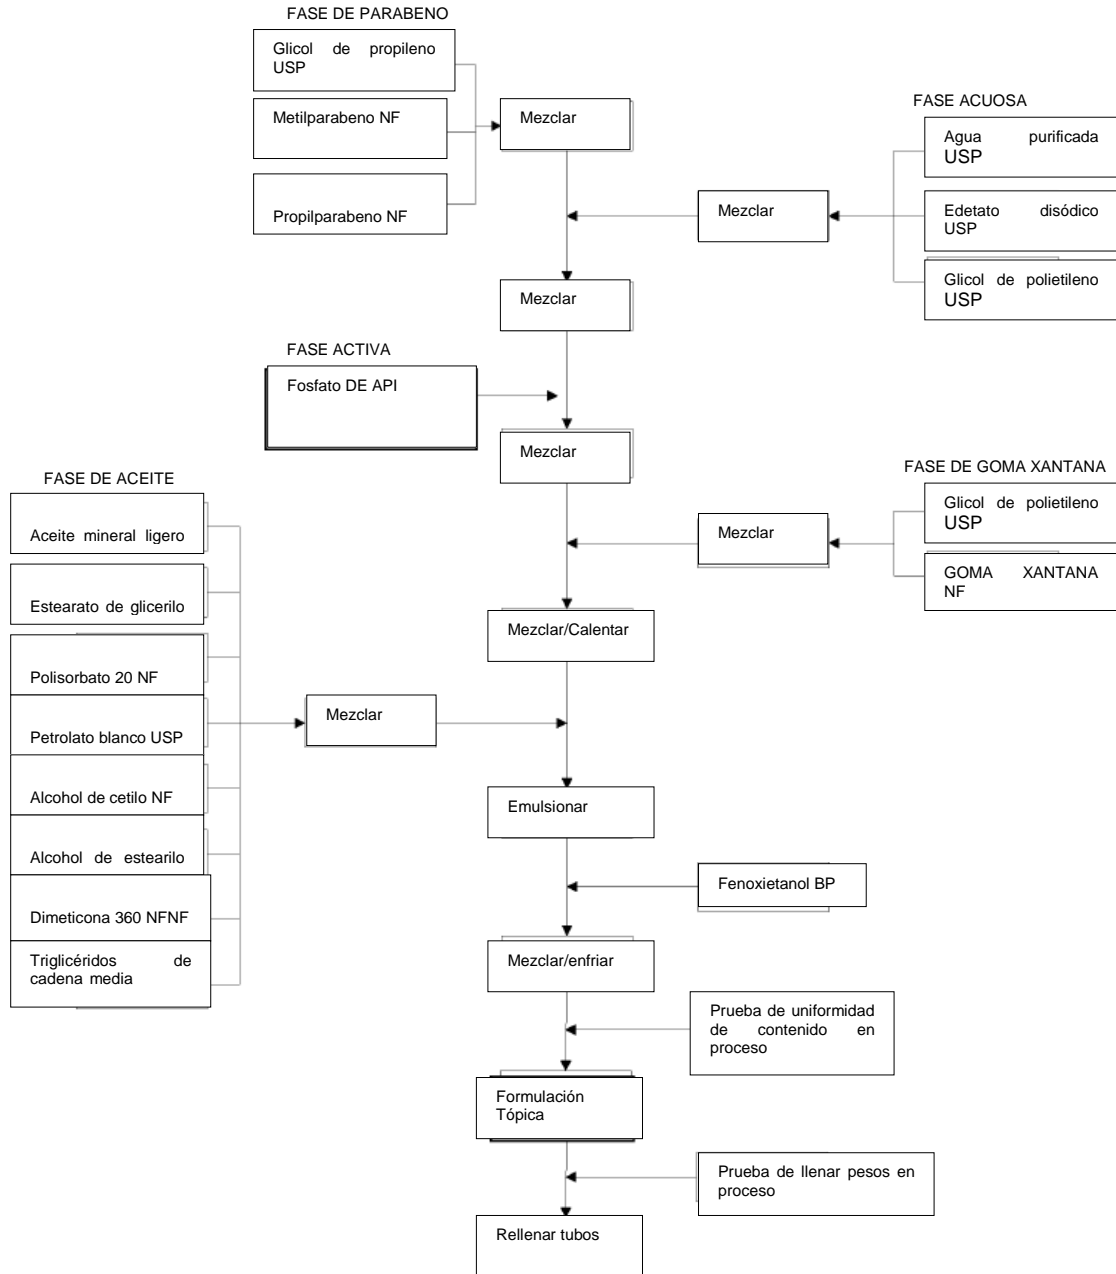 FASE DE PARABENO
Glicol de propileno
USP
Metilparabeno NF
Propilparabeno NF
Mezclar
FASE ACUOSA
Agua purificada
USP
Edetato disódico
USP
Glicol de polietileno
USP
Mezclar
Mezclar
FASE ACTIVA
Fosfato DE API
Mezclar
FASE DE GOMA XANTANA
Glicol de polietileno
USP
GOMA XANTANA
NF
Mezclar
Mezclar/Calentar
FASE DE ACEITE
Aceite mineral ligero
Estearato de glicerilo
Polisorbato 20 NF
Petrolato blanco USP
Alcohol de cetilo NF
Alcohol de estearilo
Dimeticona 360 NFNF
Triglicéridos de
cadena media
Mezclar
Emulsionar
Fenoxietanol BP
Mezclar/enfriar
Prueba de uniformidad
de contenido en
proceso
Formulación
Tópica
Prueba de llenar pesos en
proceso
Rellenar tubos